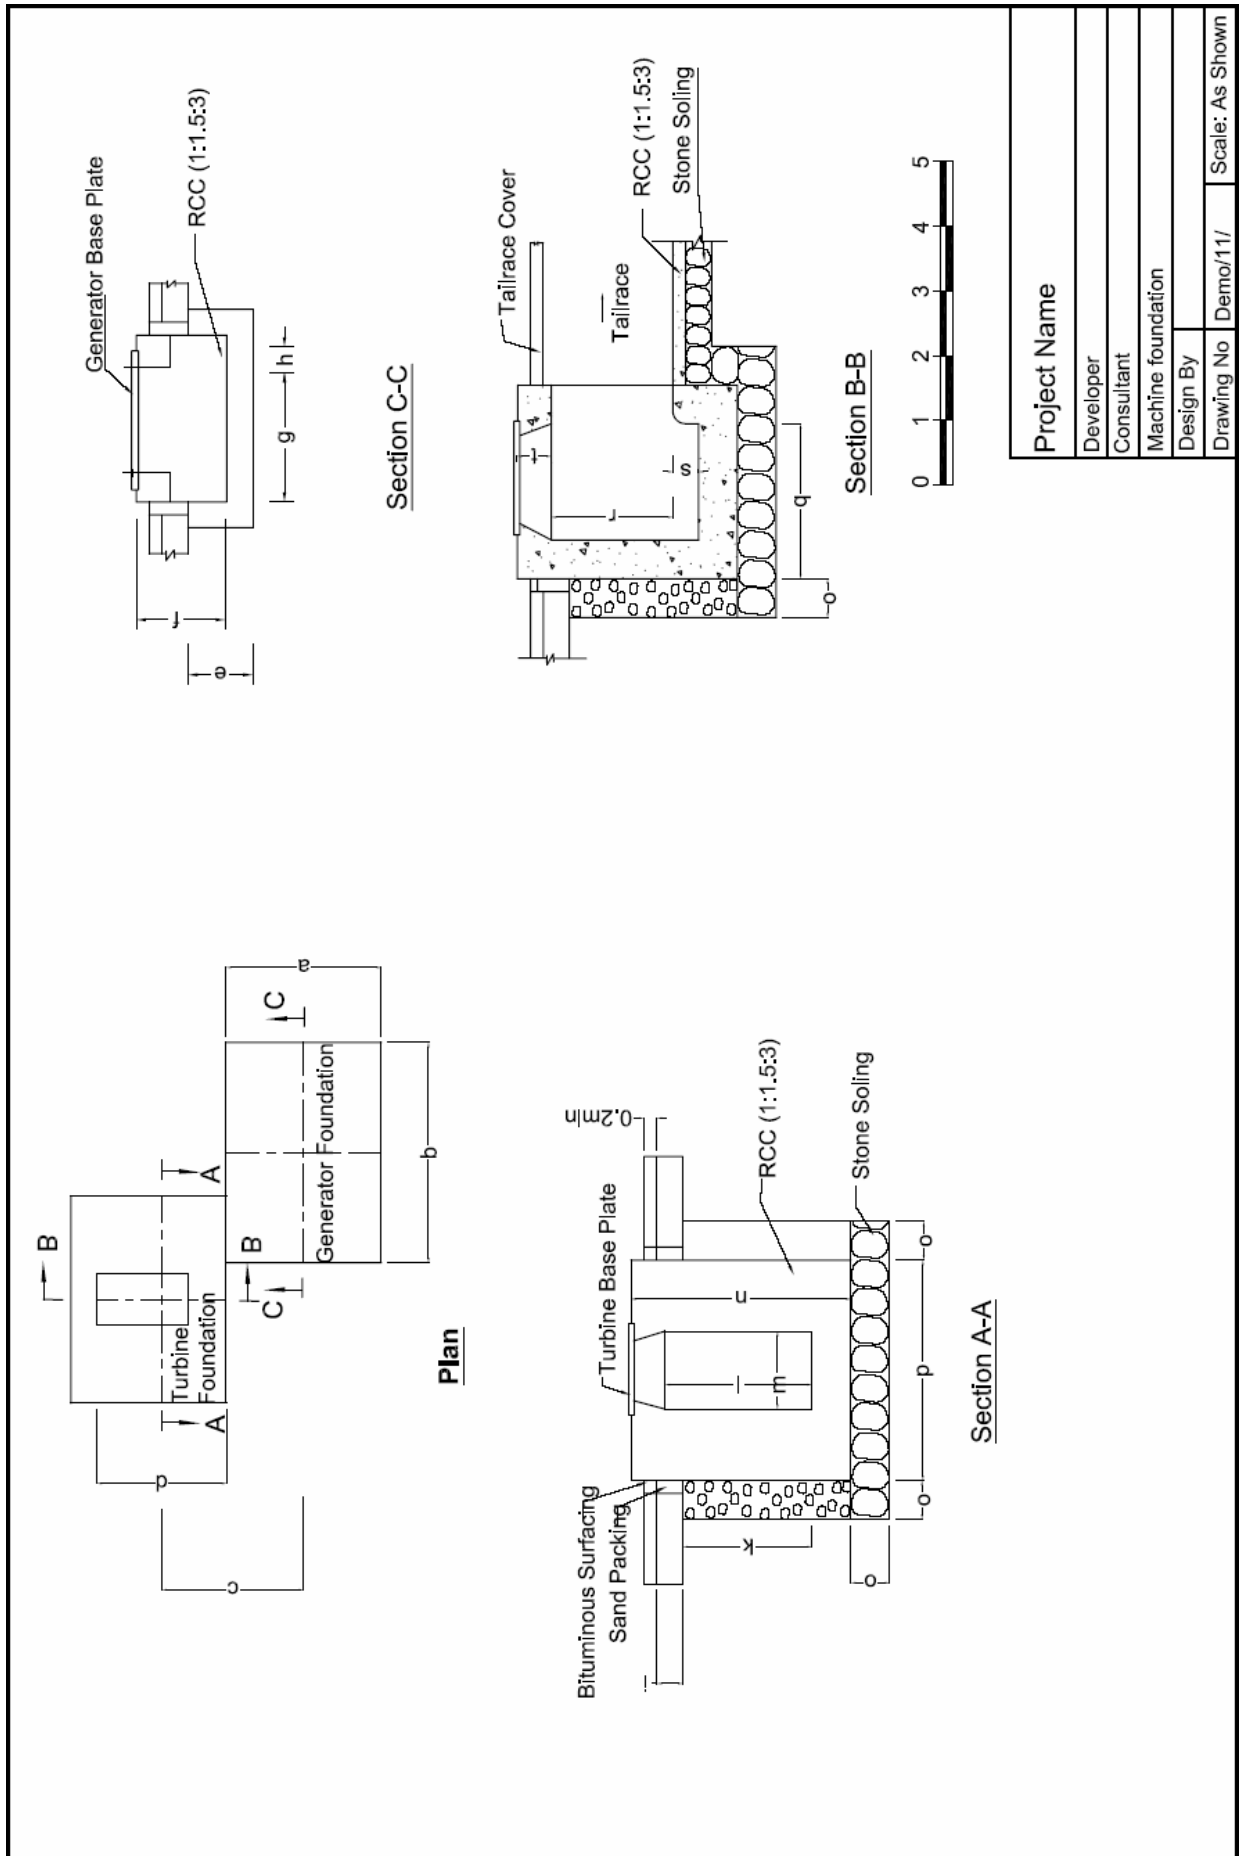 B
B
A
A
C
C
Turbine
Foundation
Generator Foundation
a
b
c
d
Plan
Generator Base Plate
RCC (1:1.5:3)
e
f
g
h
Section C-C
Bituminous Surfacing
Sand Packing
Turbine Base Plate
0.2min
RCC (1:1.5:3)
Stone Soling
i
k
l
m
n
o
o
o
p
Section A-A
Tailrace Cover
Tailrace
RCC (1:1.5:3)
Stone Soling
o
q
r
s
t
Section B-B
0 1 2 3 4 5
Project Name
Developer
Consultant
Machine foundation
Design By
Drawing No Demo/11/ Scale: As Shown